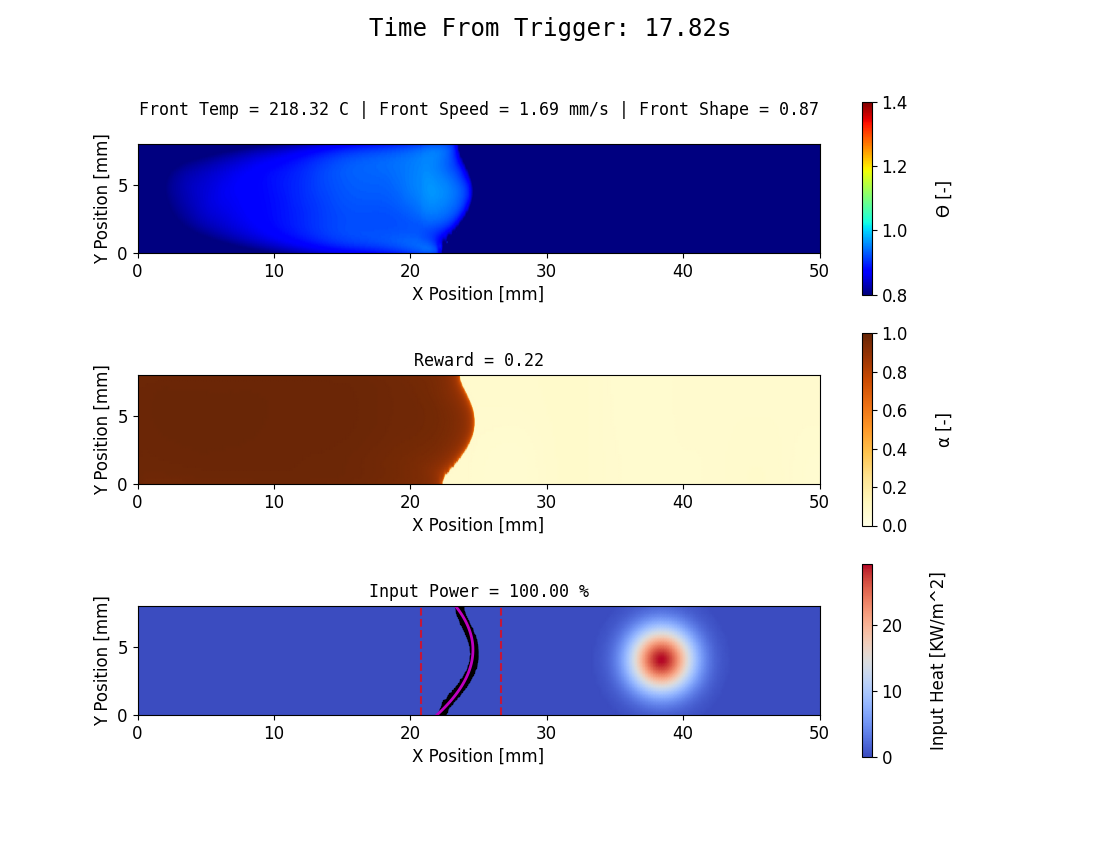 Time From Trigger: 17.82s
Front Temp = 218.32 C | Front Speed = 1.69 mm/s | Front Shape = 0.87
Y Position [mm]
5
0
0 10 20 30 40 50
X Position [mm]
1.4
1.2
1.0
0.8
Θ [-]
Reward = 0.22
Y Position [mm]
5
0
0 10 20 30 40 50
X Position [mm]
1.0
0.8
0.6
0.4
0.2
0.0
α [-]
Input Power = 100.00 %
Y Position [mm]
5
0
0 10 20 30 40 50
X Position [mm]
20
10
0
Input Heat [KW/m^2]